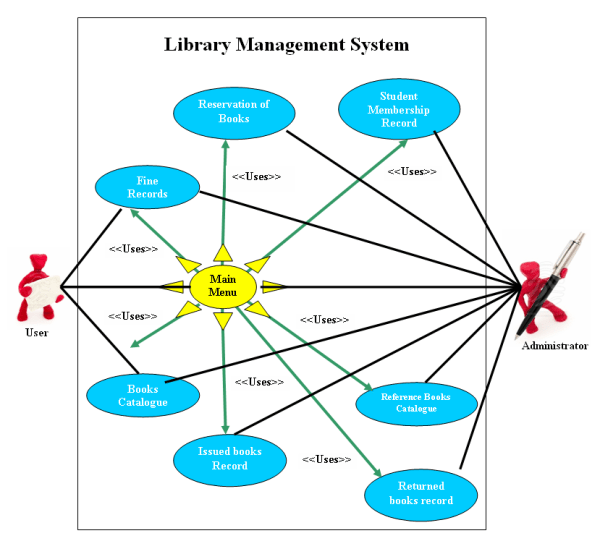 Library Management System
Reservation of
Books
Student
Membership
Record
<<Uses>>
<<Uses>>
Fine
Records
<<Uses>>
Main
Menu
User
Administrator
<<Uses>>
<<Uses>>
Books
Catalogue
<<Uses>>
Reference Books
Catalogue
Issued books
Record
<<Uses>>
Returned
books record